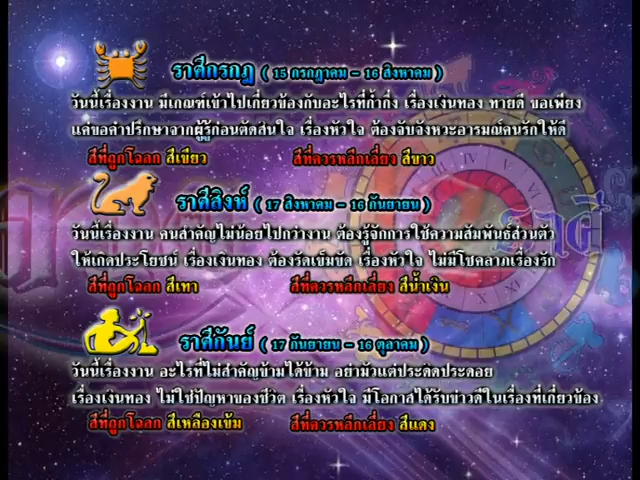 ราศีกรกฎ ( 15 กรกฎาคม - 16 สิงหาคม )
วันนี้เรื่องงาน มีเกณฑ์เข้าไปเกี่ยวข้องกับอะไรที่ก้ำกึ่ง เรื่องเงินทอง ทายดี ขอเพียง
แค่ขอคำปรึกษาจากผู้รู้ก่อนตัดสินใจ เรื่องหัวใจ ต้องจับจังหวะอารมณ์คนรักให้ดี
สีที่ถูกโฉลก สีเขียว สีที่ควรหลีกเลี่ยง สีขาว
ราศีสิงห์ ( 17 สิงหาคม - 16 กันยายน )
วันนี้เรื่องงาน คนสำคัญไม่น้อยไปกว่างาน ต้องรู้จักการใช้ความสัมพันธ์ส่วนตัว
ให้เกิดประโยชน์ เรื่องเงินทอง ต้องรัดเข็มขัด เรื่องหัวใจ ไม่มีโชคลาภเรื่องรัก
สีที่ถูกโฉลก สีเทา สีที่ควรหลีกเลี่ยง สีน้ำเงิน
ราศีกันย์ ( 17 กันยายน - 16 ตุลาคม )
วันนี้เรื่องงาน อะไรที่ไม่สำคัญข้ามได้ข้าม อย่ามัวแต่ประดิดประดอย
เรื่องเงินทอง ไม่ใช่ปัญหาของชีวิต เรื่องหัวใจ มีโอกาสได้รับข่าวดีในเรื่องที่เกี่ยวข้อง
สีที่ถูกโฉลก สีเหลืองเข้ม สีที่ควรหลีกเลี่ยง สีแดง